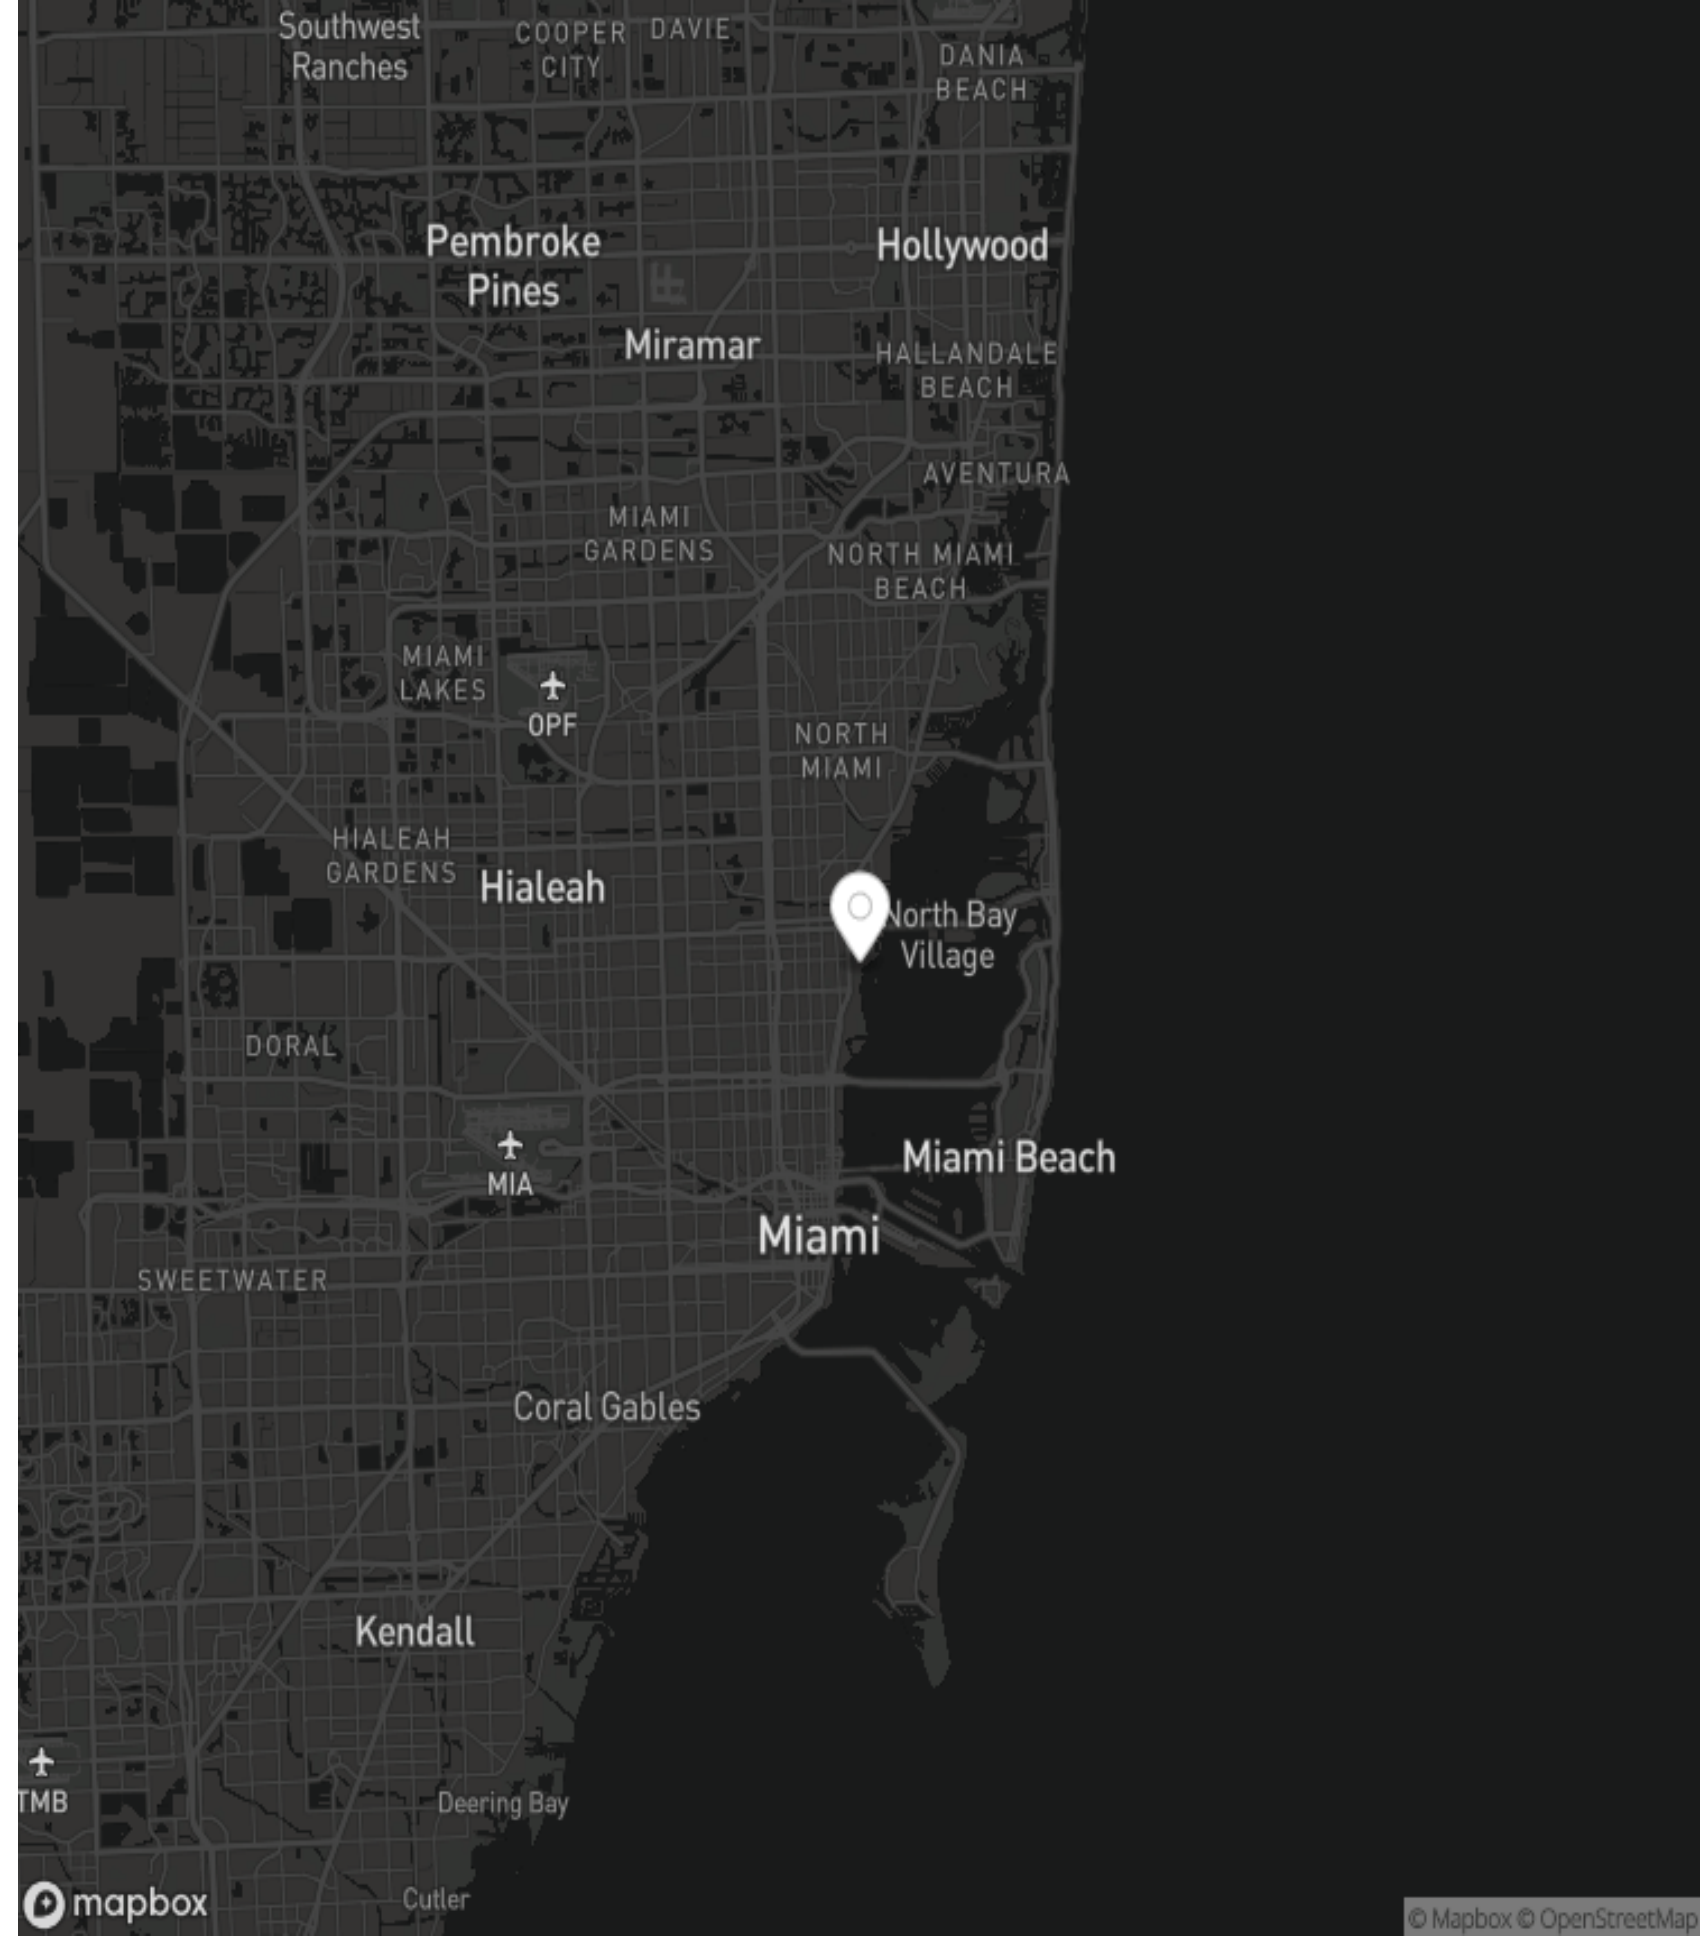 Southwest
Ranches
COOPER
CITY
DAVIE
DANIA
BEACH
Pembroke
Pines
Hollywood
Miramar
HALLANDALE
BEACH
AVENTURA
MIAMI
GARDENS
NORTH MIAMI
BEACH
MIAMI
LAKES
OPF
NORTH
MIAMI
HIALEAH
GARDENS
Hialeah
North Bay
Village
DORAL
MIA
Miami Beach
Miami
SWEETWATER
Coral Gables
Kendall
TMB
Deering Bay
Cutler
mapbox
© Mapbox © OpenStreetMap